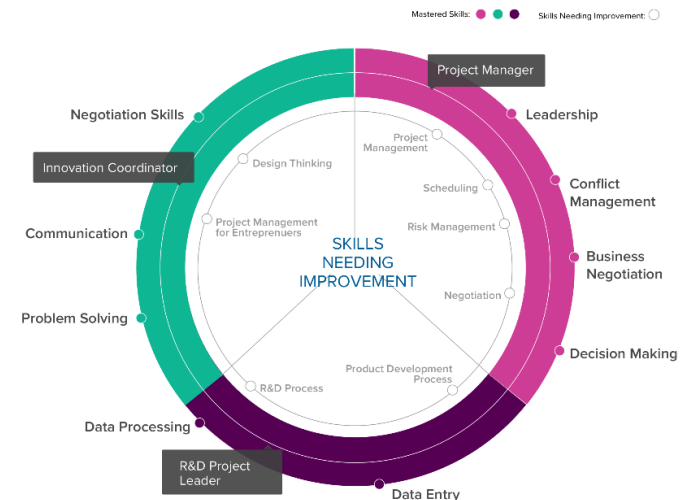 Mastered Skills:
Skills Needing Improvement:
Project Manager
Negotiation Skills
Leadership
Project
Management
Design Thinking
Innovation Coordinator
Scheduling
Conflict
Management
Project Management
for Entreprenuers
Risk Management
Communication
SKILLS
NEEDING
IMPROVEMENT
Business
Negotiation
Negotiation
Problem Solving
Decision Making
Product Development
Process
R&D Process
Data Processing
R&D Project
Leader
Data Entry